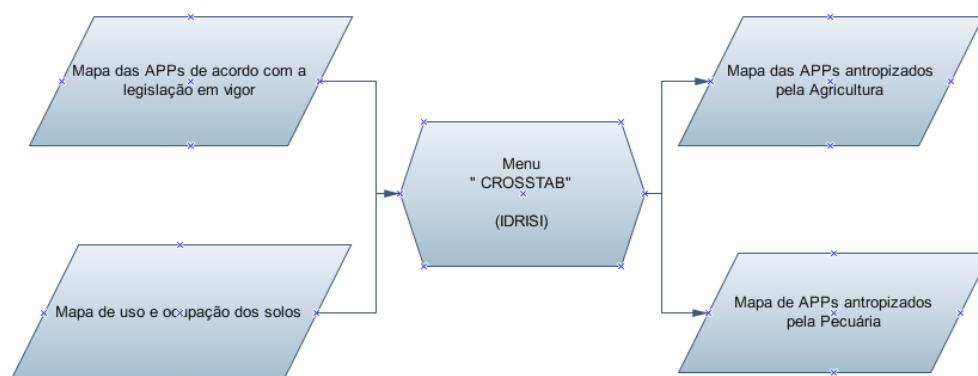 Mapa das APPs de acordo com a
legislação em vigor
Mapa de uso e ocupação dos solos
Menu
" CROSSTAB"
(IDRISI)
Mapa das APPs antropizados
pela Agricultura
Mapa de APPs antropizados
pela Pecuária